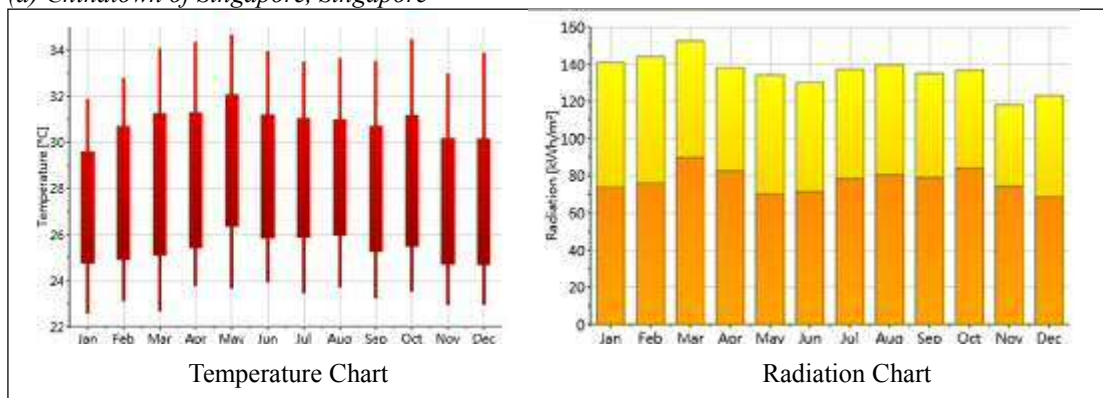 (a) Chinatown of Singapore, Singapore
Temperature [°C]
34
32
30
28
26
24
22
Jan Feb Mar Apr May Jun Jul Aug Sep Oct Nov Dec
Temperature Chart
Radiation [kWh/m²]
160
140
120
100
80
60
40
20
0
Jan Feb Mar Apr May Jun Jul Aug Sep Oct Nov Dec
Radiation Chart